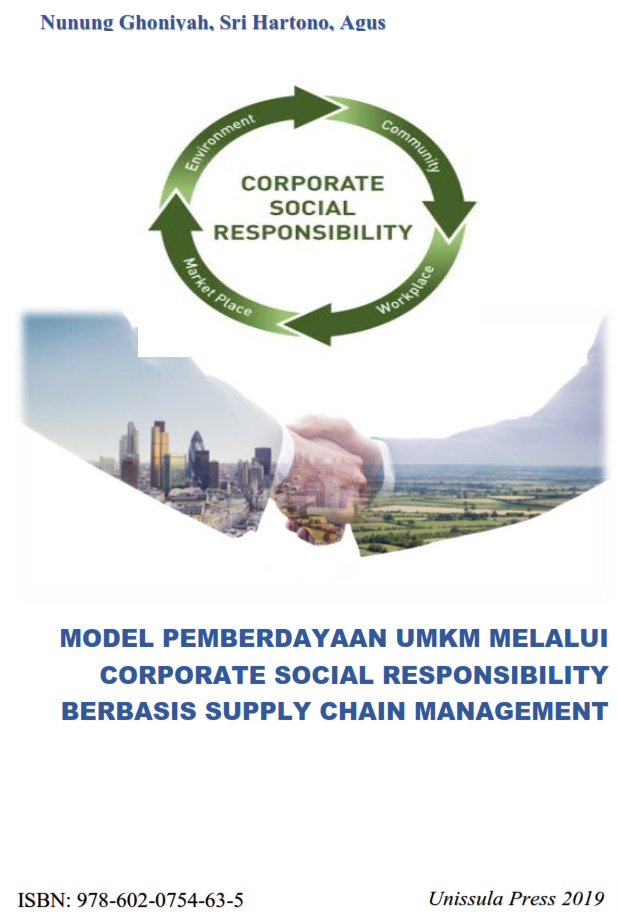 Nunung Ghoniyah, Sri Hartono, Agus
Environment
Community
CORPORATE
SOCIAL
RESPONSIBILITY
Market Place
Workplace
MODEL PEMBERDAYAAN UMKM MELALUI
CORPORATE SOCIAL RESPONSIBILITY
BERBASIS SUPPLY CHAIN MANAGEMENT
ISBN: 978-602-0754-63-5
Unissula Press 2019